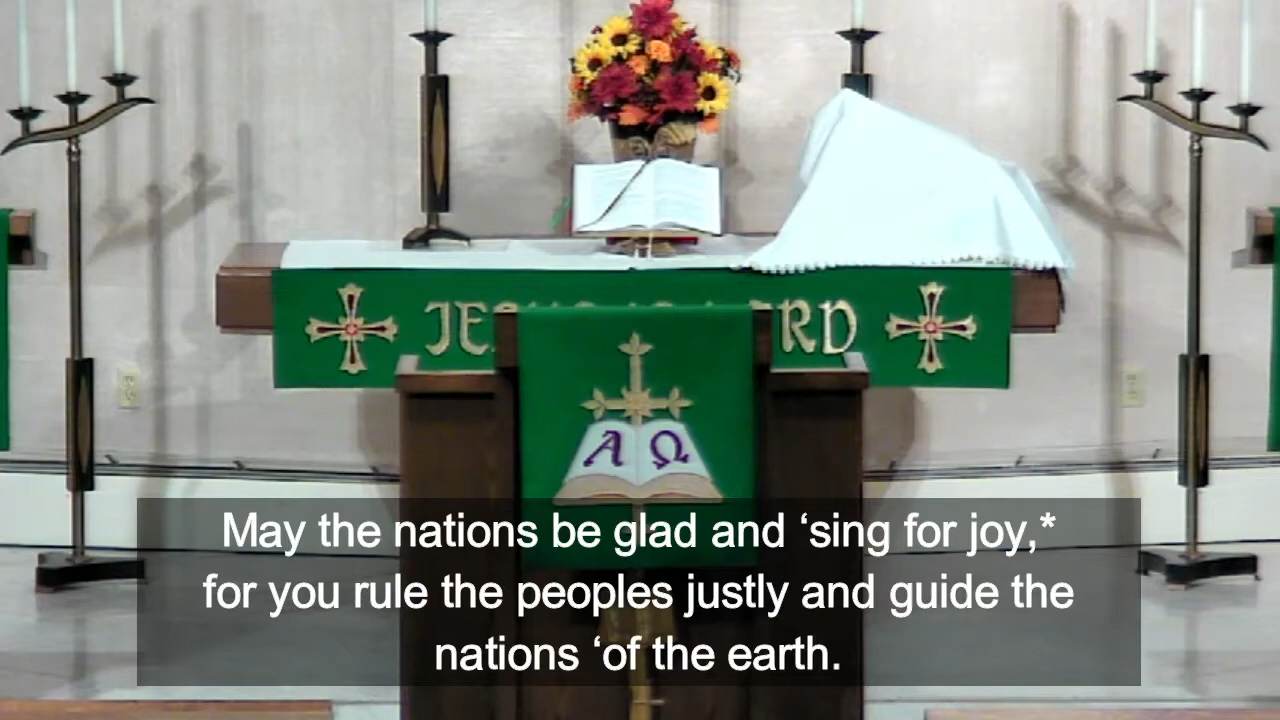 JES
RD
Α Ω
May the nations be glad and ‘sing for joy,*
for you rule the peoples justly and guide the
nations ‘of the earth.